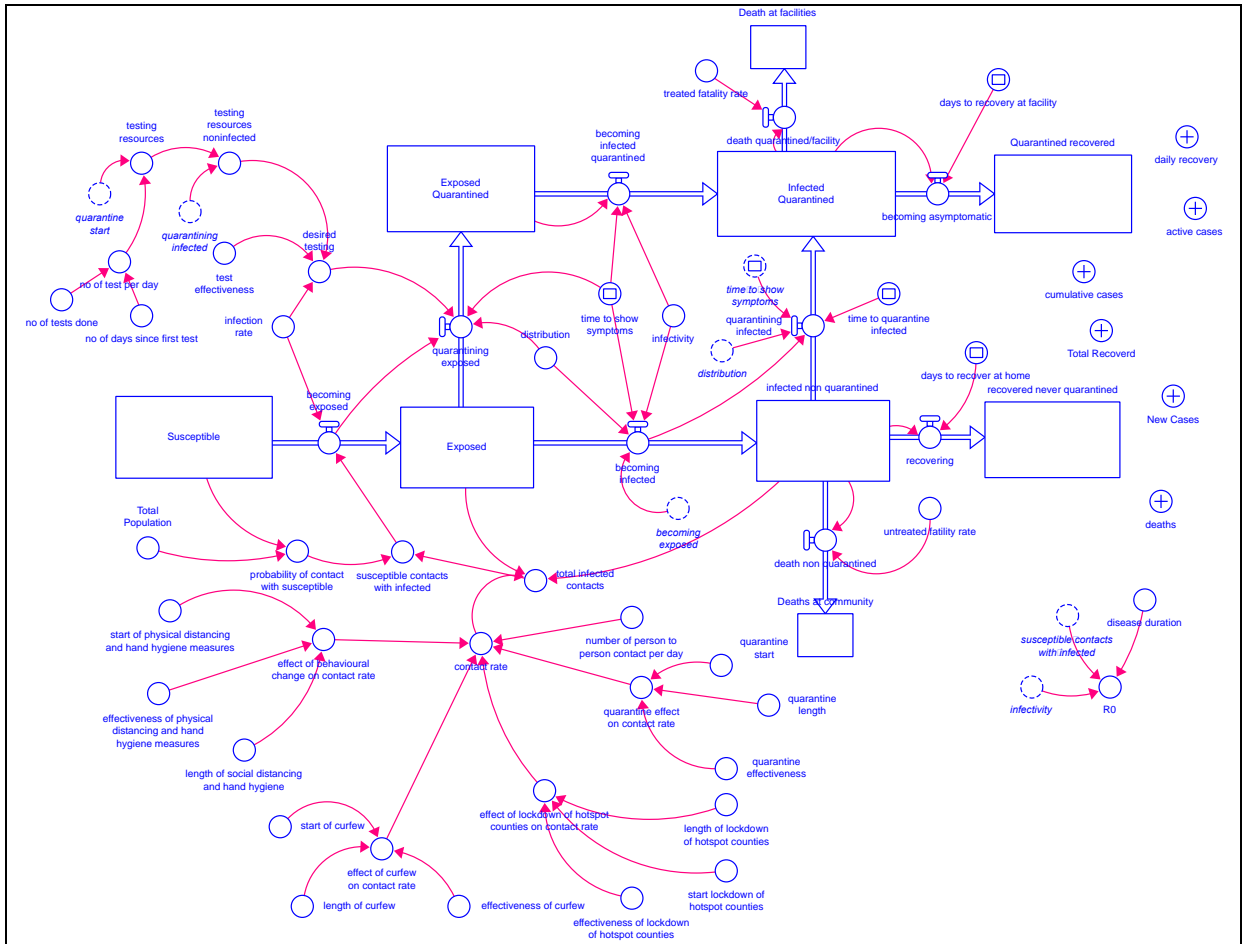 Death at facilities
treated fatality rate
days to recovery at facility
testing
resources
testing
resources
noninfected
becoming
infected
quarantined
death quarantined/facility
Quarantined recovered
daily recovery
Exposed
Quarantined
Infected
Quarantined
becoming asymptomatic
active cases
quarantine
start
quarantining
infected
desired
testing
no of test per day
test
effectiveness
time to show
symptoms
cumulative cases
no of tests done
no of days since first test
infection
rate
distribution
time to show
symptoms
infectivity
quarantining
infected
time to quarantine
infected
quarantining
exposed
Total Recoverd
distribution
days to recover at home
infected non quarantined
recovered never quarantined
becoming
exposed
New Cases
Susceptible
Exposed
becoming
infected
recovering
Total
Population
becoming
exposed
untreated fatility rate
deaths
probability of contact
with susceptible
susceptible contacts
with infected
total infected
contacts
death non quarantined
Deaths at community
start of physical distancing
and hand hygiene measures
effect of behavioural
change on contact rate
contact rate
number of person to
person contact per day
quarantine
start
disease duration
susceptible contacts
with infected
effectiveness of physical
distancing and hand
hygiene measures
quarantine effect
on contact rate
quarantine
length
infectivity
R0
length of social distancing
and hand hygiene
quarantine
effectiveness
start of curfew
effect of lockdown of hotspot
counties on contact rate
length of lockdown
of hotspot counties
effect of curfew
on contact rate
length of curfew
effectiveness of curfew
start lockdown of
hotspot counties
effectiveness of lockdown
of hotspot counties